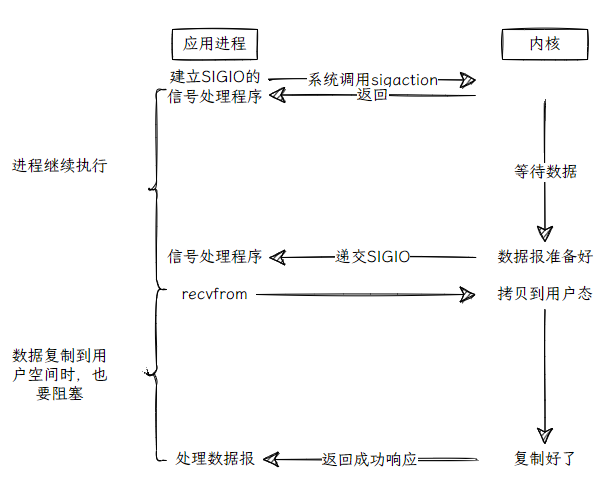 应用进程
内核
建立SIGIO的
信号处理程序
系统调用sigaction
返回
进程继续执行
等待数据
信号处理程序
递交SIGIO
数据报准备好
recvfrom
拷贝到用户态
数据复制到用
户空间时，也
要阻塞
处理数据报
返回成功响应
复制好了